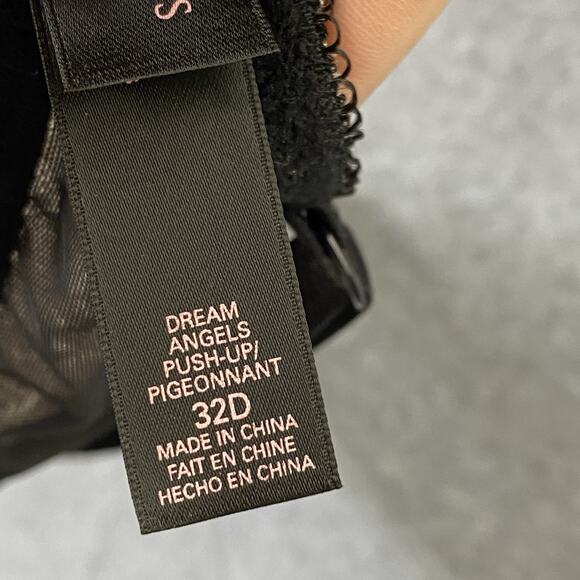 S
DREAM
ANGELS
PUSH-UP/
PIGEONNANT
32D
MADE IN CHINA
FAIT EN CHINE
HECHO EN CHINA